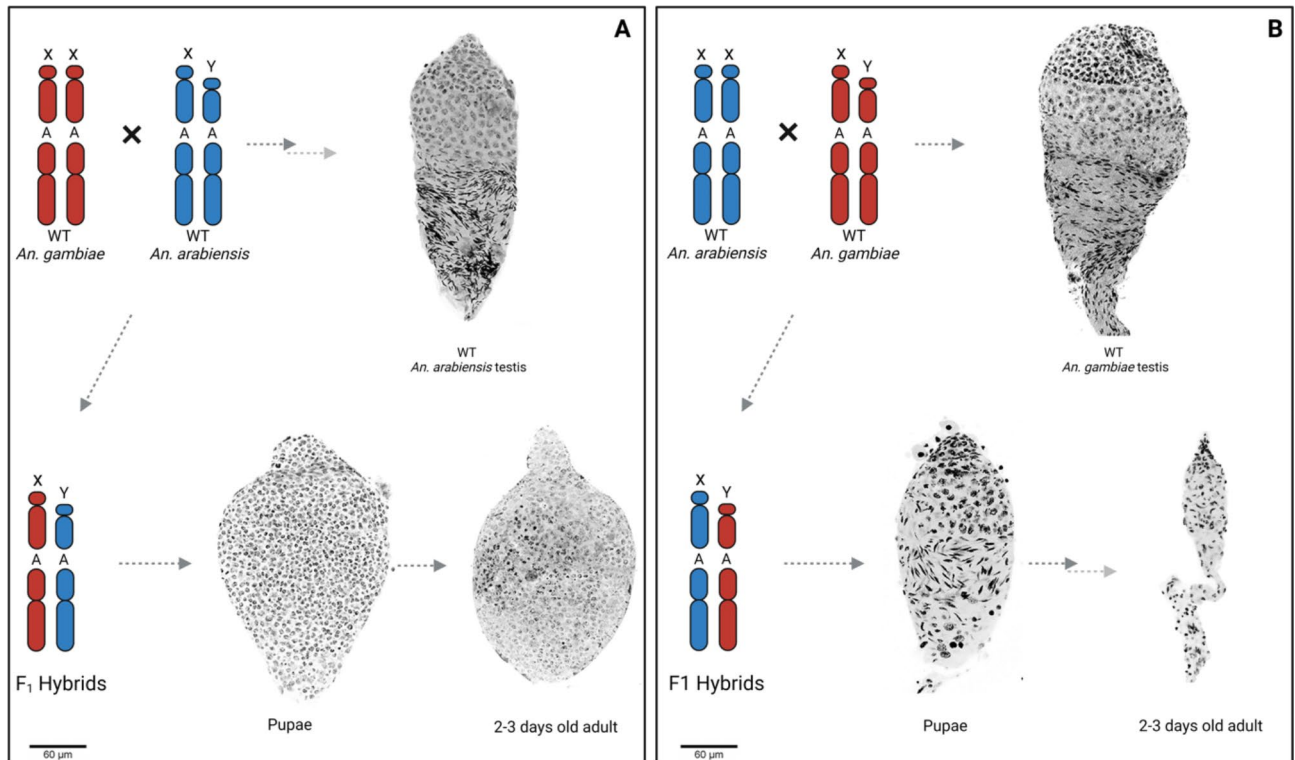 A
X X
X Y
A A
A A
WT
An. gambiae
WT
An. arabiensis
WT
An. arabiensis testis
X Y
A A
F₁ Hybrids
Pupae
2-3 days old adult
60 µm
B
X X
X Y
A A
A A
WT
An. arabiensis
WT
An. gambiae
WT
An. gambiae testis
X Y
A A
F1 Hybrids
Pupae
2-3 days old adult
60 µm